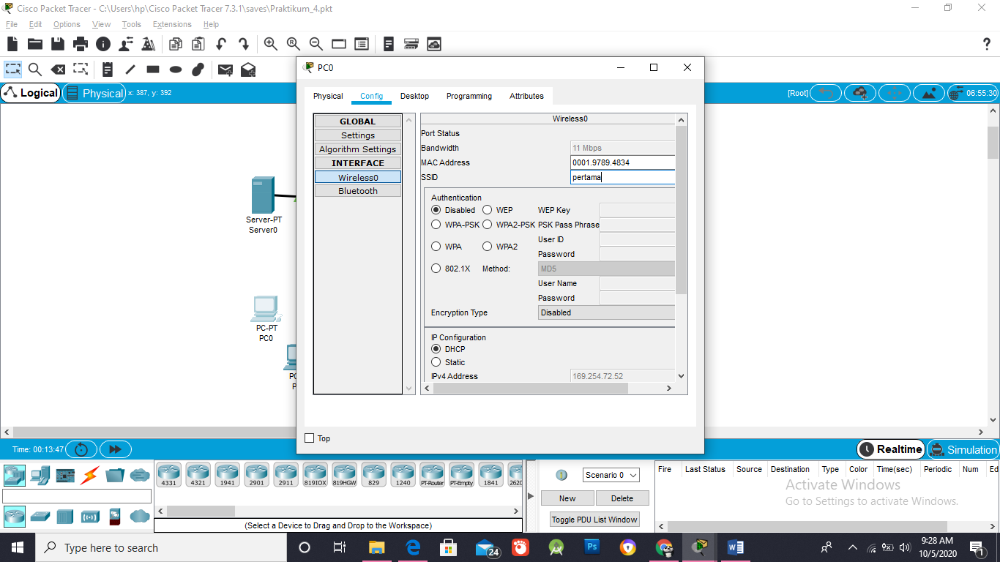 Cisco Packet Tracer - C:\Users\hp\Cisco Packet Tracer 7.3.1\saves\Praktikum_4.pkt
File Edit Options View Tools Extensions Help
?
PC0
Logical Physical x: 387, y: 392
[Root] 06:55:30
Physical Config Desktop Programming Attributes
GLOBAL
Settings
Algorithm Settings
INTERFACE
Wireless0
Bluetooth
Wireless0
Port Status
Bandwidth 11 Mbps
MAC Address 0001.9789.4834
SSID pertama
Authentication
Disabled WEP WEP Key
WPA-PSK WPA2-PSK PSK Pass Phrase
User ID
WPA WPA2
Password
802.1X Method: MD5
User Name
Password
Encryption Type Disabled
IP Configuration
DHCP
Static
IPv4 Address 169.254.72.52
Top
Server-PT
Server0
PC-PT
PC0
PC
P
Time: 00:13:47
Realtime Simulation
4331 4321 1941 2901 2911 819IOX 819HGW 829 1240 PT-Router PT-Empty 1841 2620
(Select a Device to Drag and Drop to the Workspace)
Scenario 0
New Delete
Toggle PDU List Window
Fire Last Status Source Destination Type Color Time(sec) Periodic Num Ed
Activate Windows
Go to Settings to activate Windows.
Type here to search
24
Ps
9:28 AM
10/5/2020
1